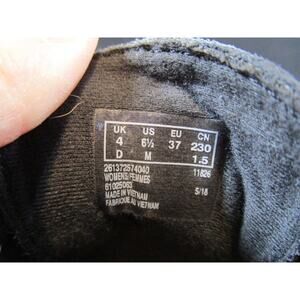 UK US EU CN
4 6½ 37 230
D M 1.5
261372574040 11826
WOMENS/FEMMES
61025063
MADE IN VIETNAM 5/18
FABRIQUE AU VIETNAM